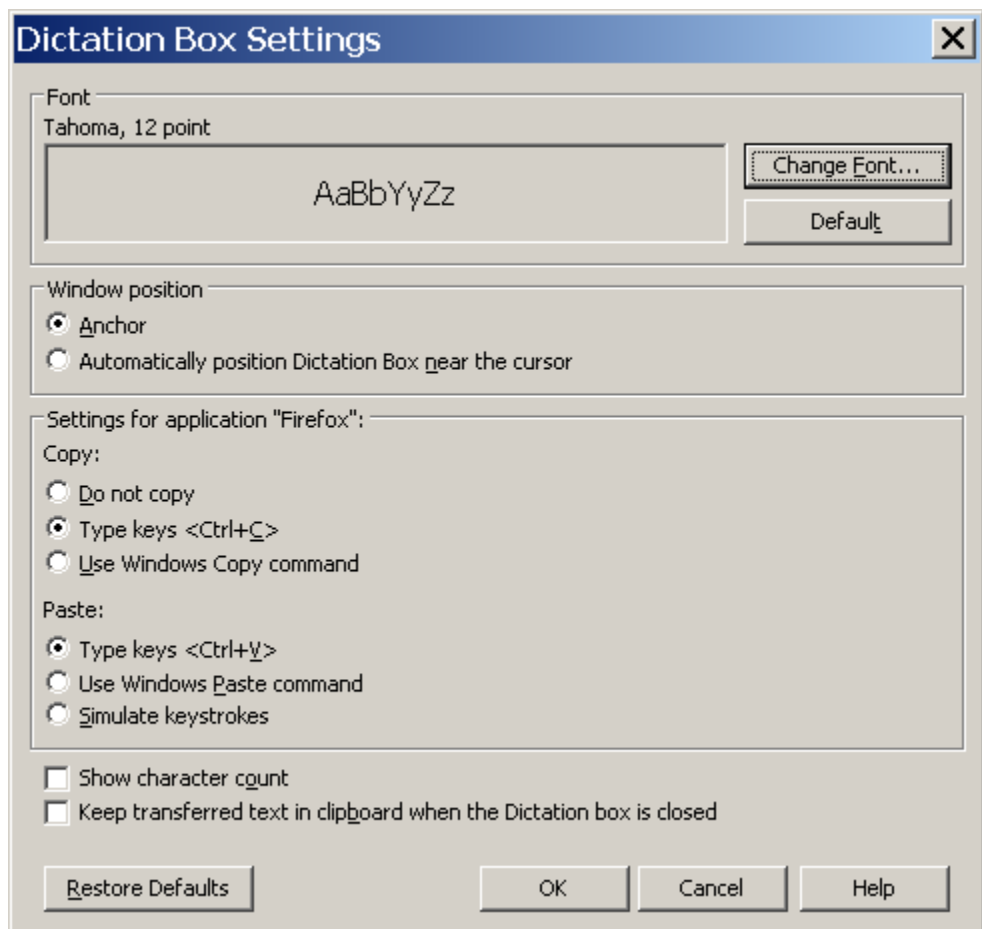 Dictation Box Settings
Font
Tahoma, 12 point
AaBbYyZz
Change Font...
Default
Window position
Anchor
Automatically position Dictation Box near the cursor
Settings for application "Firefox":
Copy:
Do not copy
Type keys <Ctrl+C>
Use Windows Copy command
Paste:
Type keys <Ctrl+V>
Use Windows Paste command
Simulate keystrokes
Show character count
Keep transferred text in clipboard when the Dictation box is closed
Restore Defaults OK Cancel Help